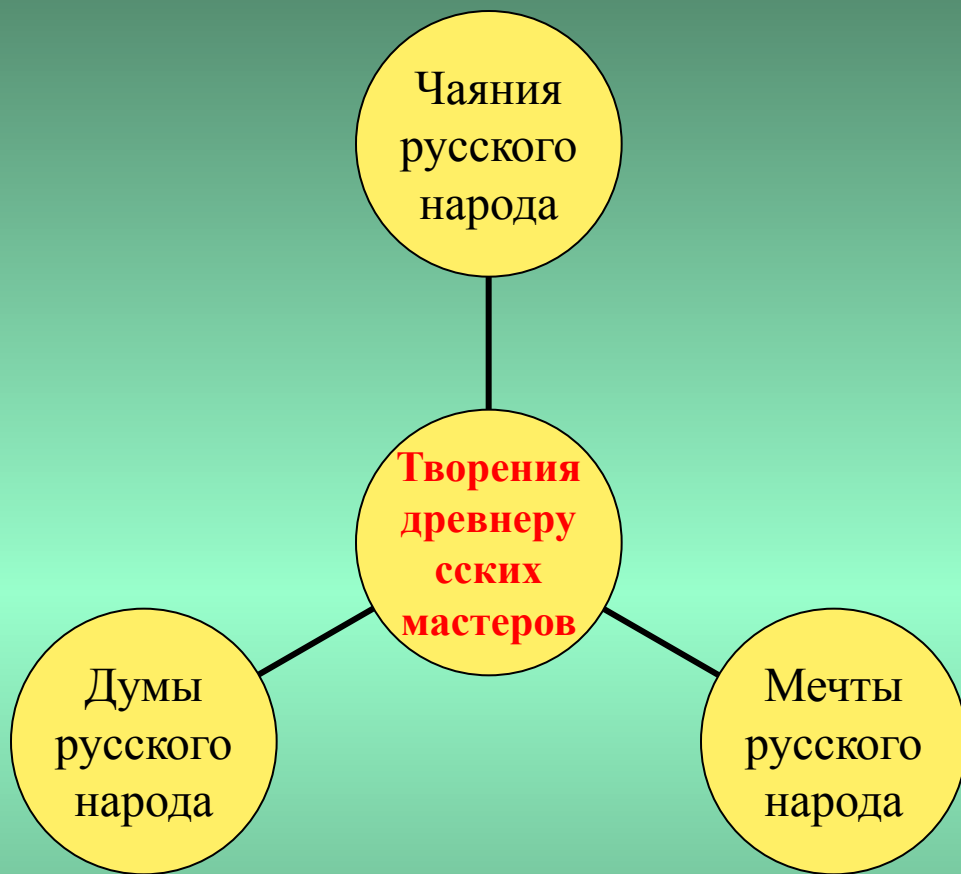 Чаяния
русского
народа
Творения
древнеру
сских
мастеров
Думы
русского
народа
Мечты
русского
народа